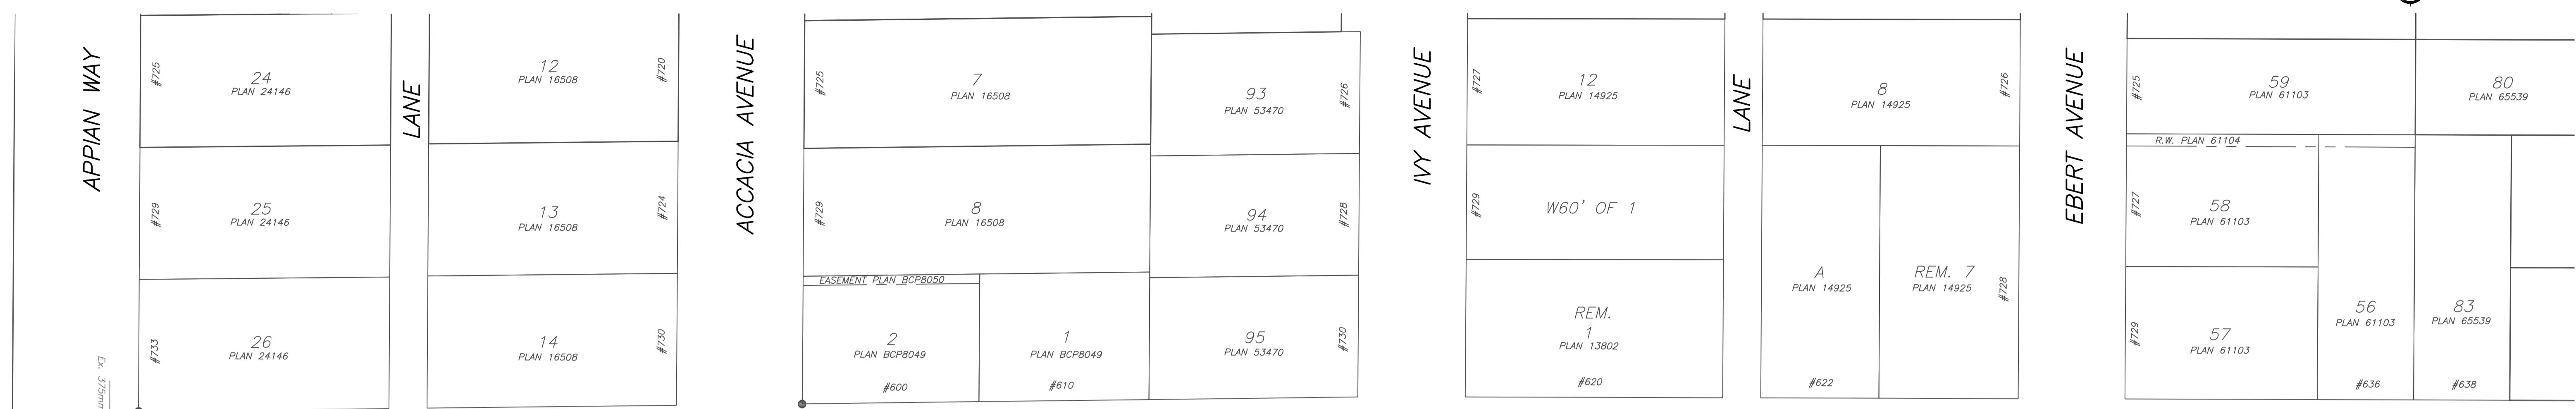 APPIAN WAY
#725
24
PLAN 24146
#729
25
PLAN 24146
#733
26
PLAN 24146
Ex. 375mm
LANE
12
PLAN 16508
#720
13
PLAN 16508
#724
14
PLAN 16508
#730
ACCACIA AVENUE
#725
7
PLAN 16508
#729
8
PLAN 16508
EASEMENT PLAN BCP8050
2
PLAN BCP8049
#600
1
PLAN BCP8049
#610
93
PLAN 53470
#726
94
PLAN 53470
#728
95
PLAN 53470
#730
IVY AVENUE
#727
12
PLAN 14925
#729
W60' OF 1
REM.
1
PLAN 13802
#620
LANE
8
PLAN 14925
#726
A
PLAN 14925
#622
REM. 7
PLAN 14925
#728
EBERT AVENUE
#725
59
PLAN 61103
R.W. PLAN 61104
#727
58
PLAN 61103
#729
57
PLAN 61103
56
PLAN 61103
#636
80
PLAN 65539
83
PLAN 65539
#638